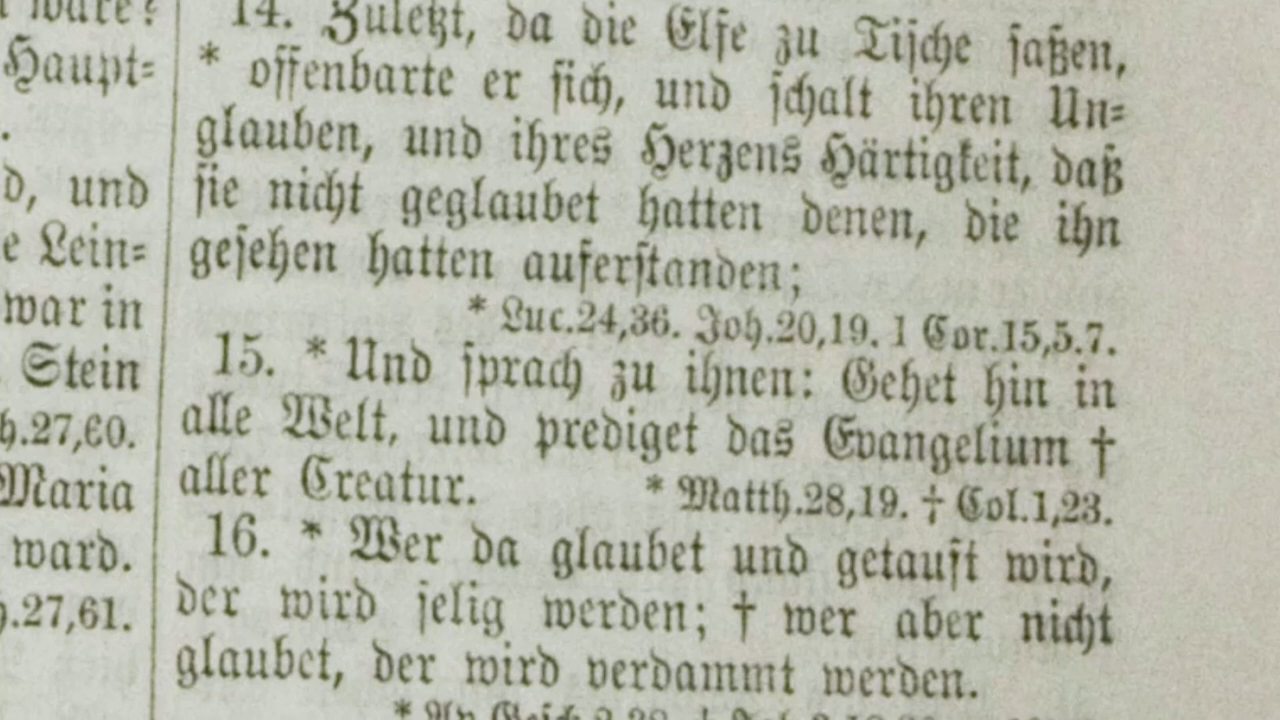 wäre?
Haupt=
d, und
e Lein=
war in
Stein
h.27,60.
Maria
ward.
h.27,61.
14. Zuletzt, da die Elfe zu Tische saßen,
* offenbarte er sich, und schalt ihren Un=
glauben, und ihres Herzens Härtigkeit, daß
sie nicht geglaubet hatten denen, die ihn
gesehen hatten auferstanden;
* Luc.24,36. Joh.20,19. 1 Cor.15,5.7.
15. * Und sprach zu ihnen: Gehet hin in
alle Welt, und prediget das Evangelium †
aller Creatur. * Matth.28,19. † Col.1,23.
16. * Wer da glaubet und getauft wird,
der wird selig werden; † wer aber nicht
glaubet, der wird verdammt werden.